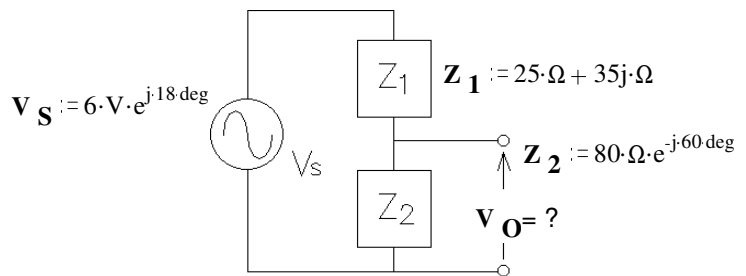 Z1
𝐙 1 := 25·Ω + 35j·Ω
V S := 6·V·e^j·18·deg
Vs
Z 2 := 80·Ω·e^-j·60·deg
Z2
V O = ?